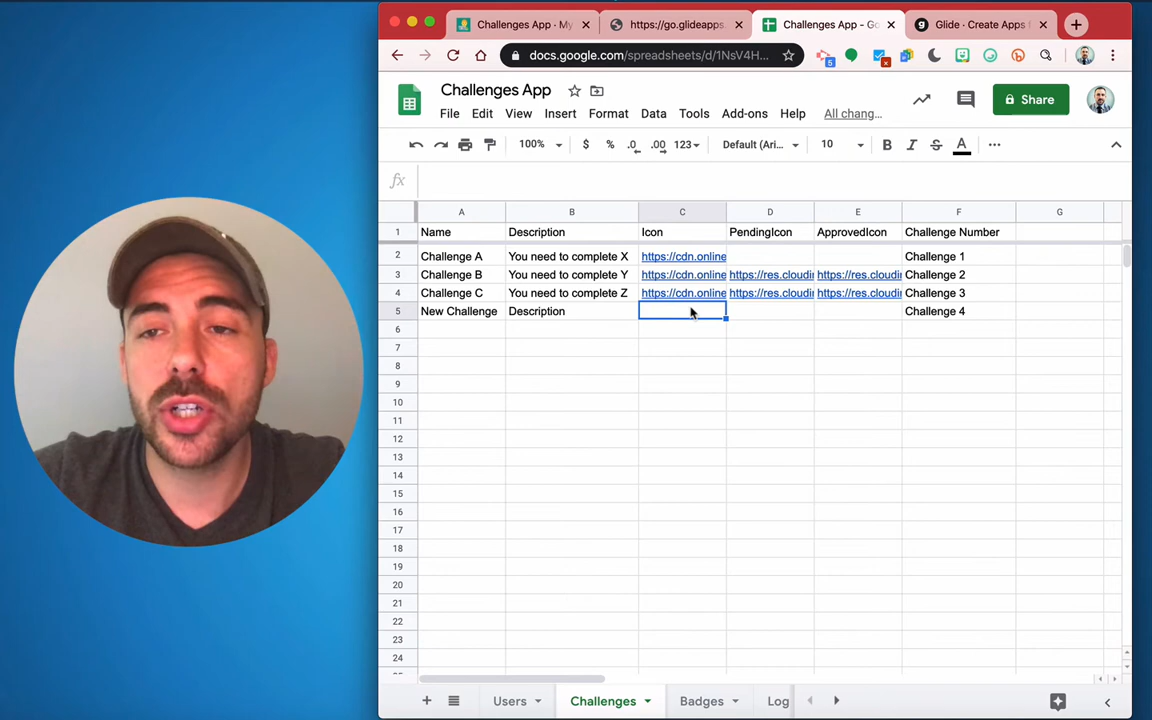 Challenges App · My
https://go.glideapps.
Challenges App - Go
Glide · Create Apps f
docs.google.com/spreadsheets/d/1NsV4H...
5
Challenges App
File Edit View Insert Format Data Tools Add-ons Help All chang...
Share
100% $ % .0 .00 123 Default (Ari... 10 B I S A
fx
A B C D E F G
1 Name Description Icon PendingIcon ApprovedIcon Challenge Number
2 Challenge A You need to complete X https://cdn.online Challenge 1
3 Challenge B You need to complete Y https://cdn.online https://res.cloudin https://res.cloudin Challenge 2
4 Challenge C You need to complete Z https://cdn.online https://res.cloudin https://res.cloudin Challenge 3
5 New Challenge Description Challenge 4
6
7
8
9
10
11
12
13
14
15
16
17
18
19
20
21
22
23
24
Users Challenges Badges Log